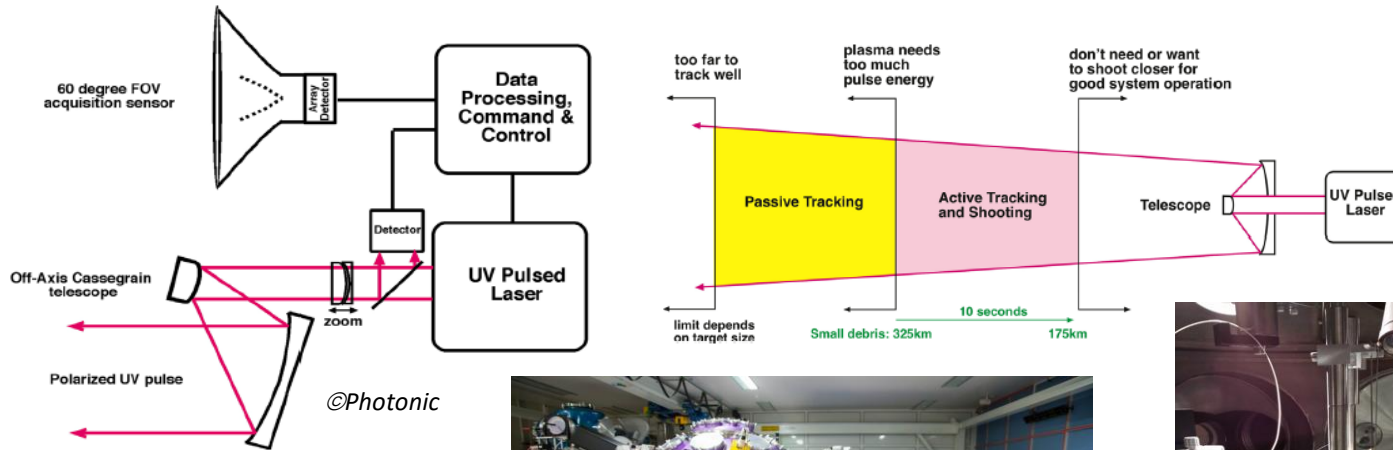 60 degree FOV
acquisition sensor
Array
Detector
Data
Processing,
Command &
Control
Detector
UV Pulsed
Laser
Off-Axis Cassegrain
telescope
zoom
Polarized UV pulse
©Photonic
too far to
track well
plasma needs
too much
pulse energy
don't need or want
to shoot closer for
good system operation
Passive Tracking
Active Tracking
and Shooting
Telescope
UV Pulse
Laser
limit depends
on target size
Small debris: 325km
10 seconds
175km